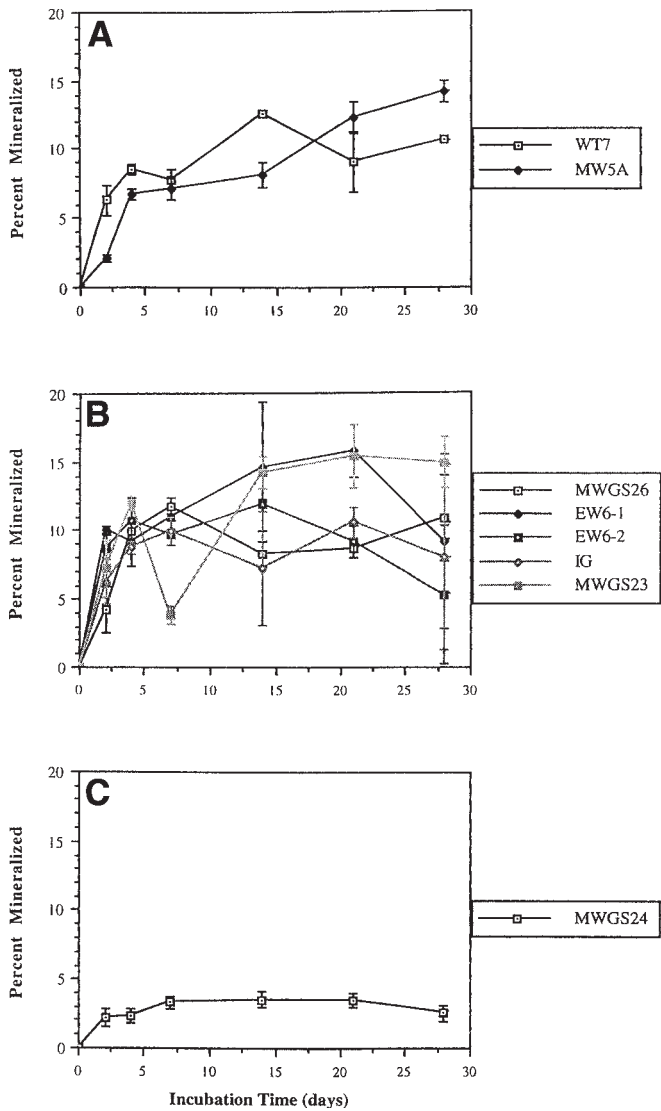 A
Percent Mineralized
20
15
10
5
0
0 5 10 15 20 25 30
WT7
MW5A
B
Percent Mineralized
20
15
10
5
0
0 5 10 15 20 25 30
MWGS26
EW6-1
EW6-2
IG
MWGS23
C
Percent Mineralized
20
15
10
5
0
0 5 10 15 20 25 30
MWGS24
Incubation Time (days)